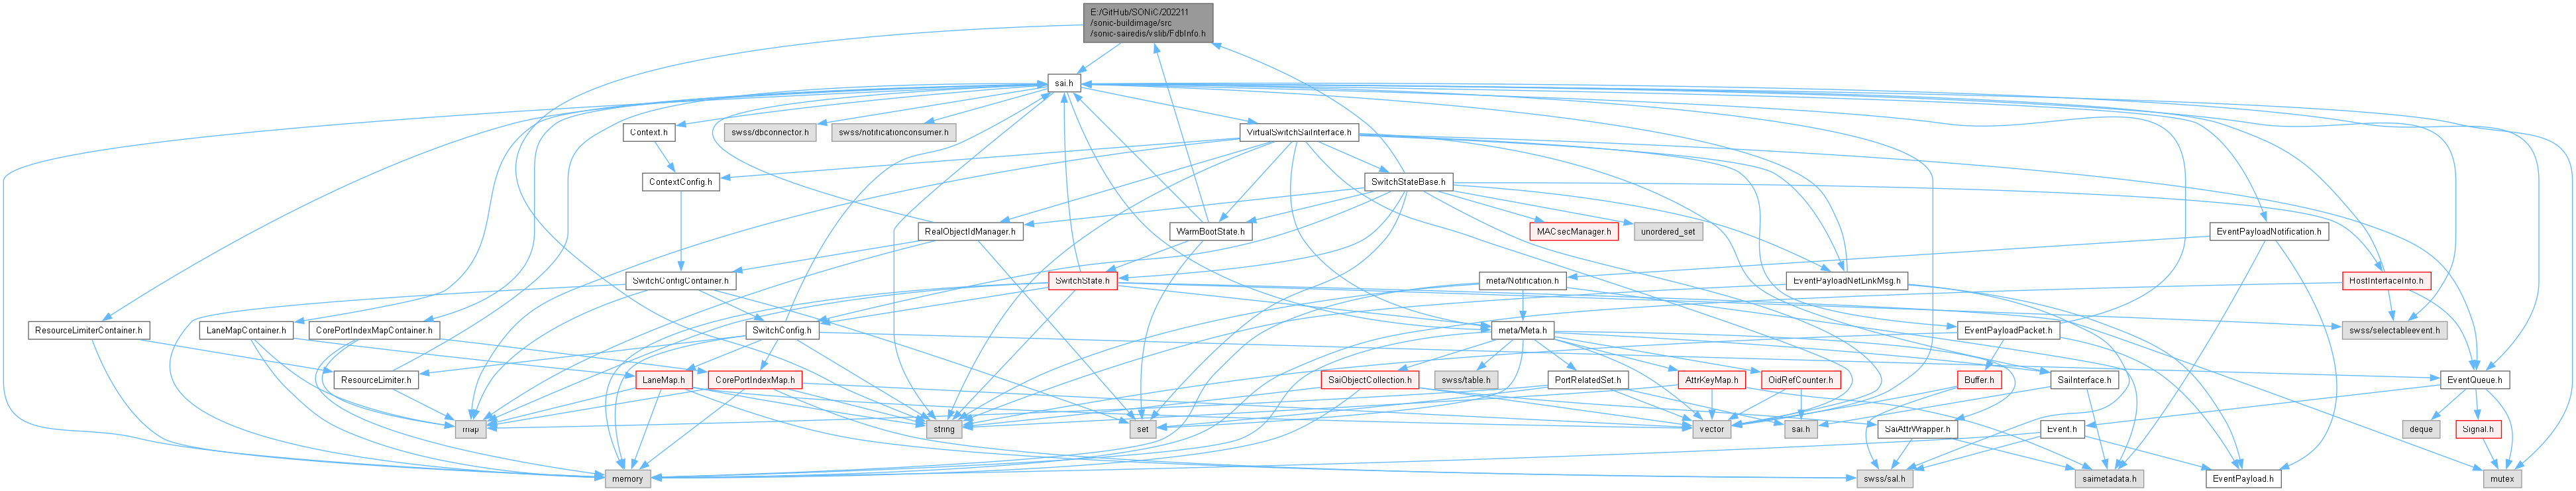 E:/GitHub/SONiC/202211
/sonic-buildimage/src
/sonic-sairedis/vslib/FdbInfo.h
sai.h
Context.h
swss/dbconnector.h
swss/notificationconsumer.h
VirtualSwitchSaiInterface.h
ContextConfig.h
SwitchStateBase.h
RealObjectIdManager.h
WarmBootState.h
MACsecManager.h
unordered_set
EventPayloadNotification.h
SwitchConfigContainer.h
SwitchState.h
meta/Notification.h
EventPayloadNetLinkMsg.h
HostInterfaceInfo.h
ResourceLimiterContainer.h
LaneMapContainer.h
CorePortIndexMapContainer.h
SwitchConfig.h
meta/Meta.h
EventPayloadPacket.h
swss/selectableevent.h
ResourceLimiter.h
LaneMap.h
CorePortIndexMap.h
SaiObjectCollection.h
swss/table.h
PortRelatedSet.h
AttrKeyMap.h
OidRefCounter.h
Buffer.h
SaiInterface.h
EventQueue.h
map
string
set
vector
sai.h
SaiAttrWrapper.h
Event.h
deque
Signal.h
memory
swss/sal.h
saimetadata.h
EventPayload.h
mutex